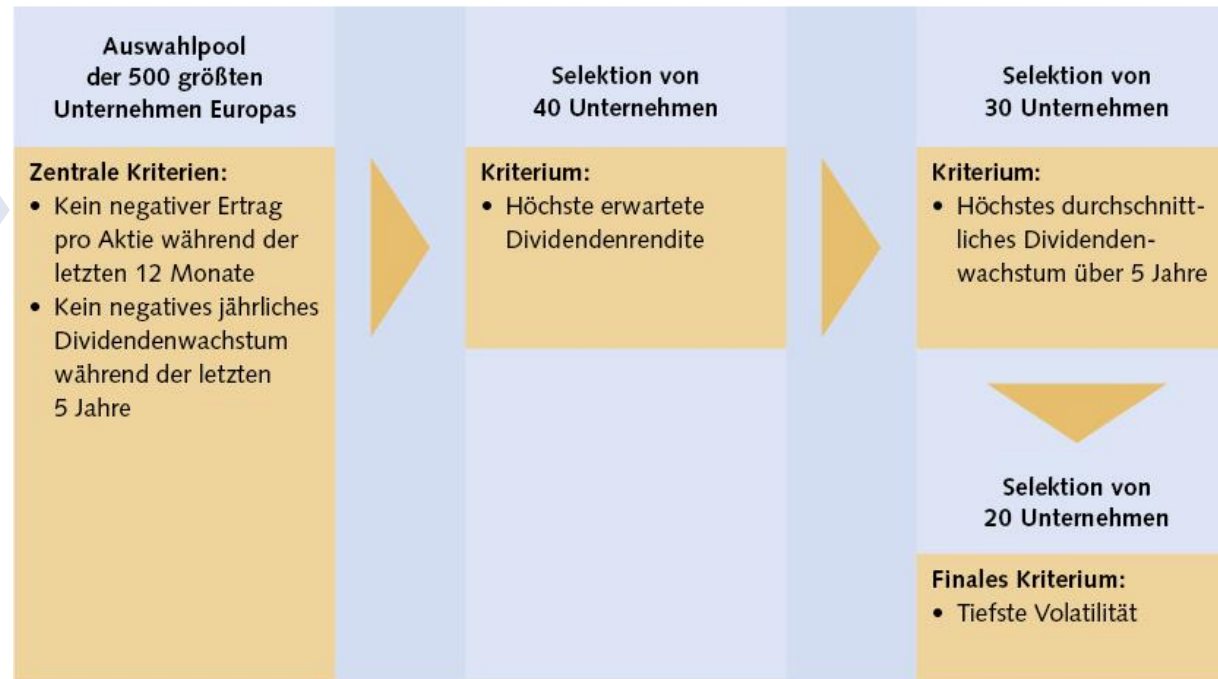 Auswahlpool
der 500 größten
Unternehmen Europas
Zentrale Kriterien:
• Kein negativer Ertrag
pro Aktie während der
letzten 12 Monate
• Kein negatives jährliches
Dividendenwachstum
während der letzten
5 Jahre
Selektion von
40 Unternehmen
Kriterium:
• Höchste erwartete
Dividendenrendite
Selektion von
30 Unternehmen
Kriterium:
• Höchstes durchschnitt-
liches Dividenden-
wachstum über 5 Jahre
Selektion von
20 Unternehmen
Finales Kriterium:
• Tiefste Volatilität